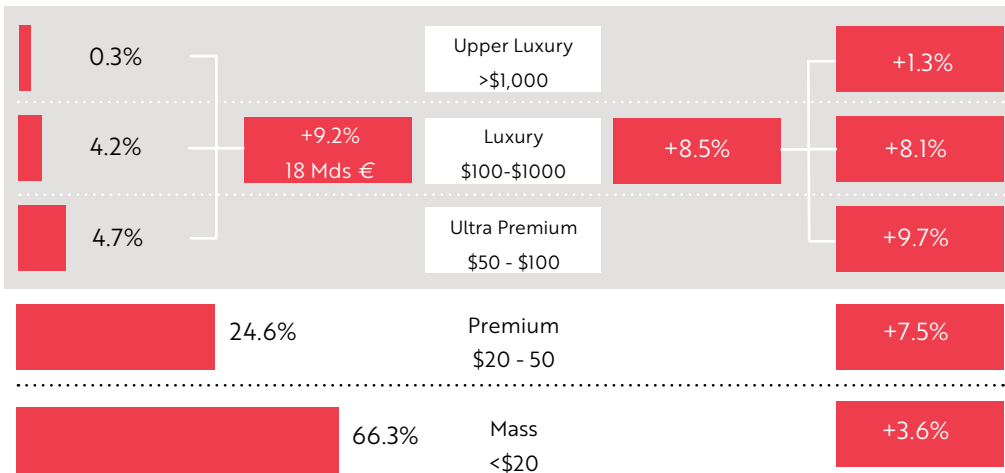 0.3%
Upper Luxury
>$1,000
+1.3%
4.2%
+9.2%
18 Mds €
Luxury
$100-$1000
+8.5%
+8.1%
4.7%
Ultra Premium
$50 - $100
+9.7%
24.6%
Premium
$20 - 50
+7.5%
66.3%
Mass
<$20
+3.6%